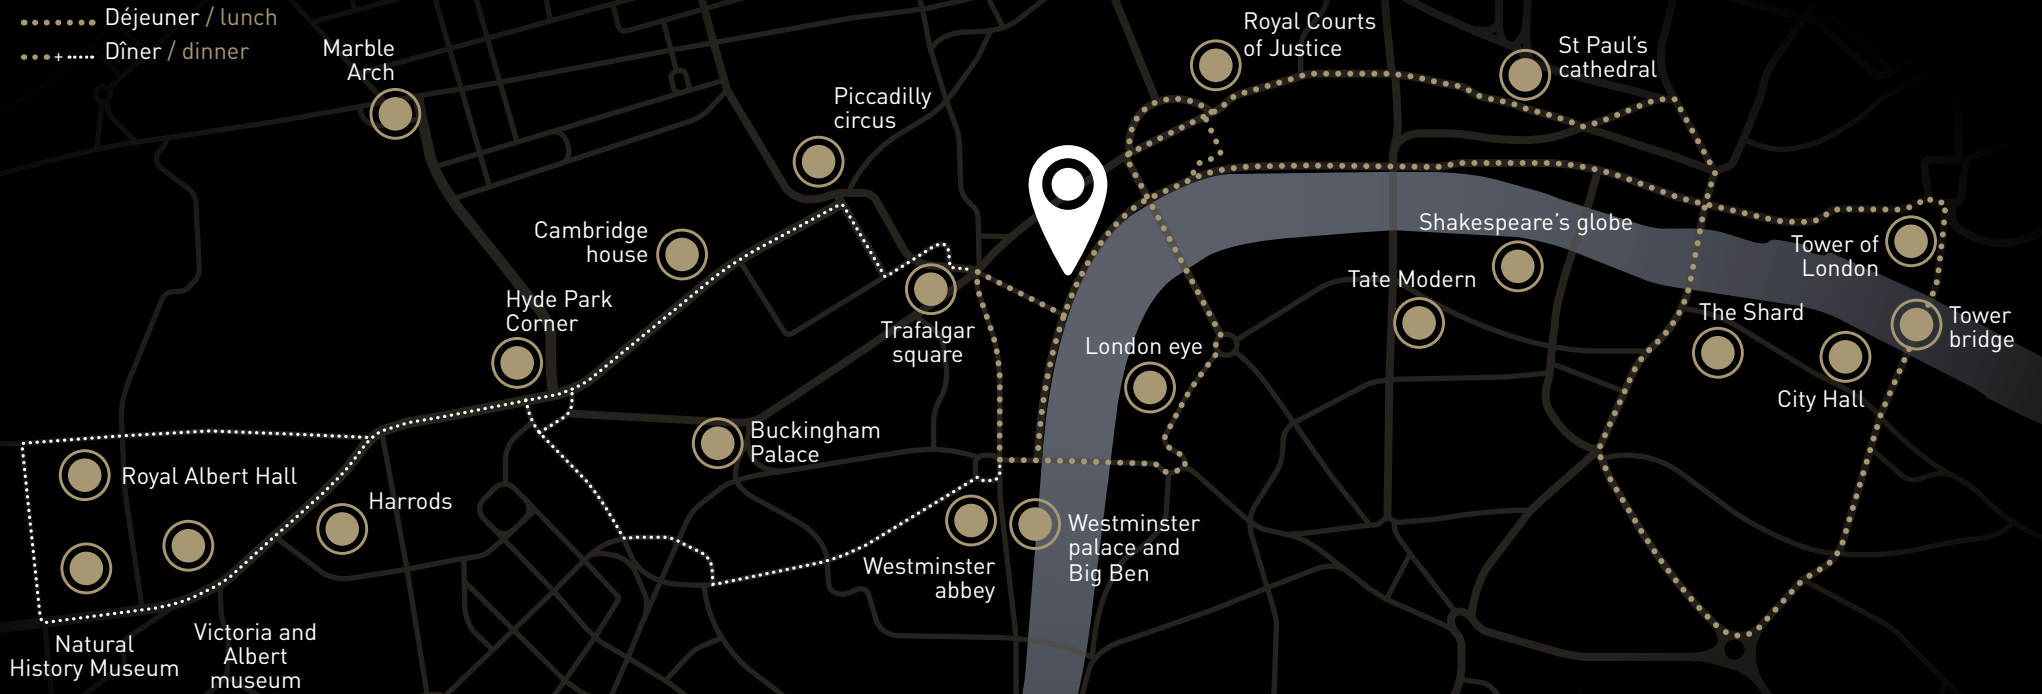 Déjeuner / lunch
+ Dîner / dinner
Marble
Arch
Royal Courts
of Justice
St Paul's
cathedral
Piccadilly
circus
Cambridge
house
Shakespeare's globe
Tower of
London
Tate Modern
Hyde Park
Corner
The Shard
Tower
bridge
Trafalgar
square
London eye
City Hall
Buckingham
Palace
Royal Albert Hall
Harrods
Westminster
palace and
Big Ben
Westminster
abbey
Natural
History Museum
Victoria and
Albert
museum